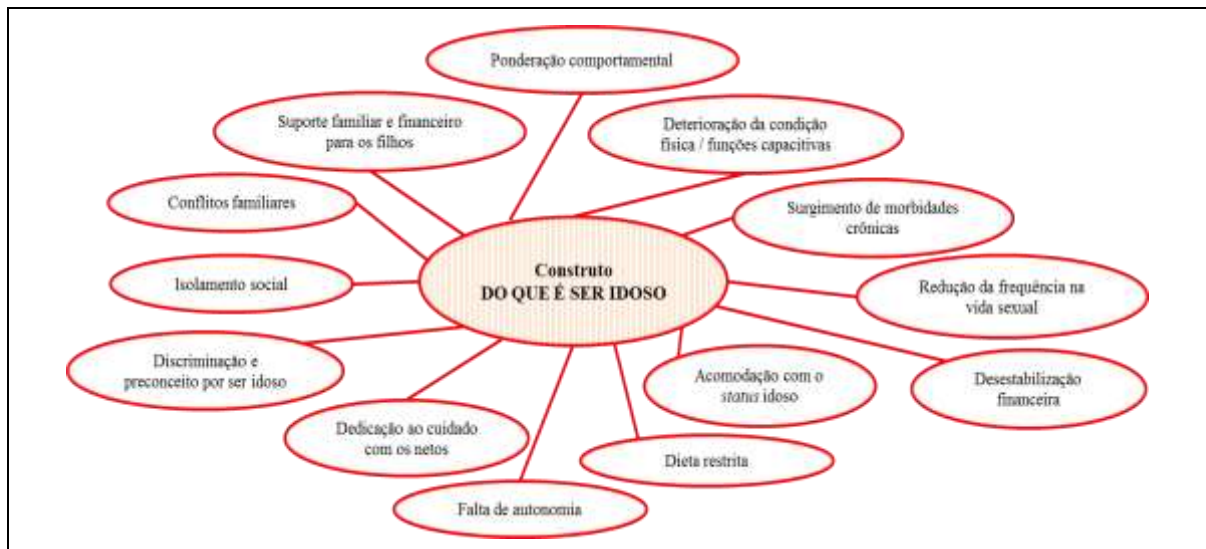 Ponderação comportamental
Suporte familiar e financeiro
para os filhos
Deterioração da condição
física / funções capacitivas
Conflitos familiares
Surgimento de morbidades
crônicas
Construto
DO QUE É SER IDOSO
Isolamento social
Redução da frequência na
vida sexual
Discriminação e
preconceito por ser idoso
Acomodação com o
status idoso
Desestabilização
financeira
Dedicação ao cuidado
com os netos
Dieta restrita
Falta de autonomia